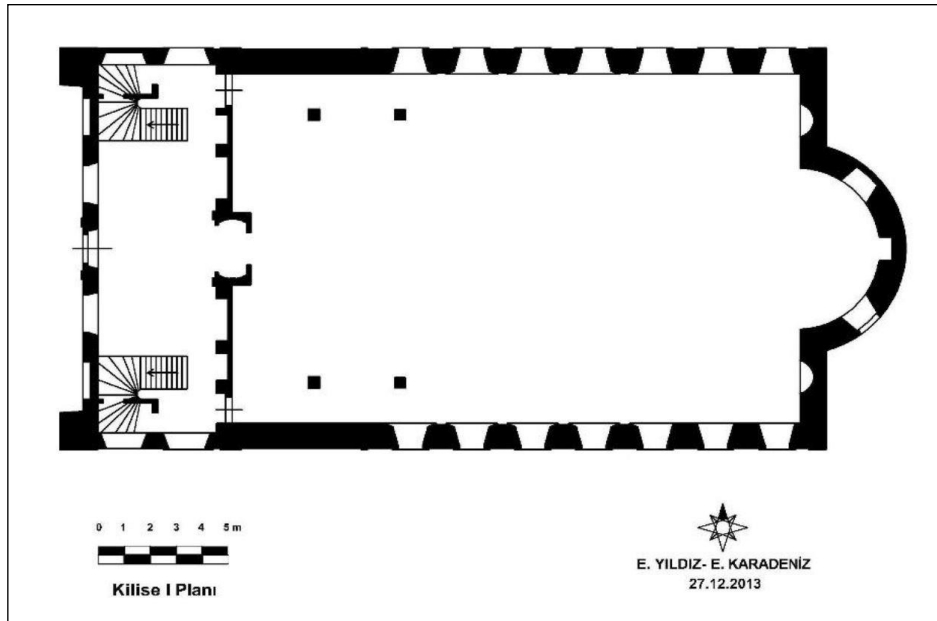 0 1 2 3 4 5 m
Kilise I Planı
E. YILDIZ- E. KARADENİZ
27.12.2013